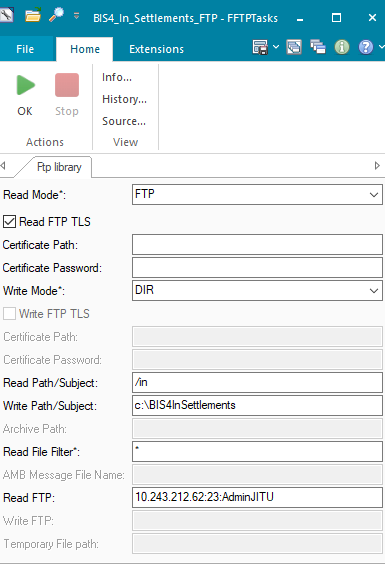 BIS4_In_Settlements_FTP - FFTPTasks
File Home Extensions
OK Stop Info...
History...
Source...
Actions View
Ftp library
Read Mode*: FTP
Read FTP TLS
Certificate Path:
Certificate Password:
Write Mode*: DIR
Write FTP TLS
Certificate Path:
Certificate Password:
Read Path/Subject: /in
Write Path/Subject: c:\BIS4InSettlements
Archive Path:
Read File Filter*: *
AMB Message File Name:
Read FTP: 10.243.212.62:23:AdminJITU
Write FTP:
Temporary File path: